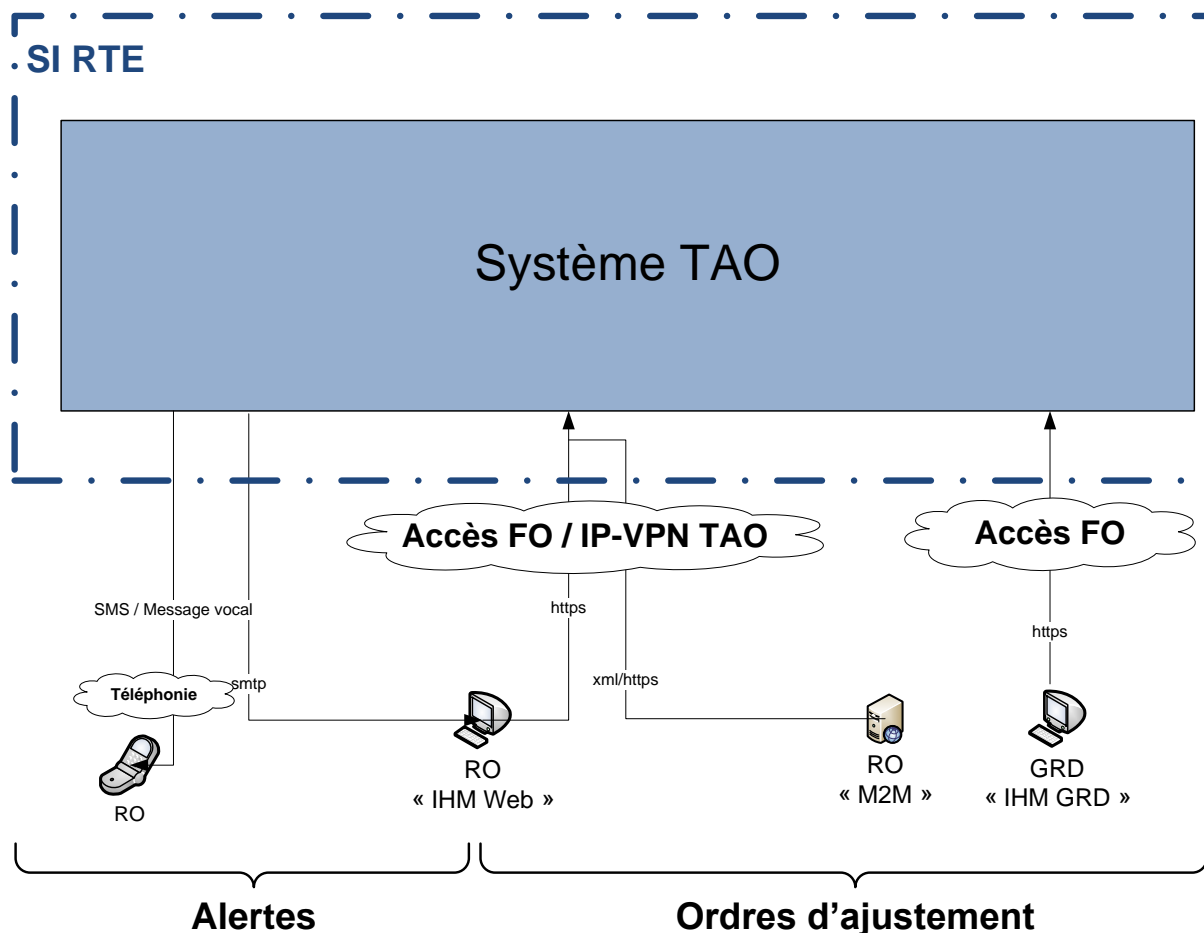 SI RTE
Système TAO
Accès FO / IP-VPN TAO
Accès FO
SMS / Message vocal
https
https
Téléphonie
smtp
xml/https
RO
RO
« IHM Web »
RO
« M2M »
GRD
« IHM GRD »
Alertes
Ordres d’ajustement